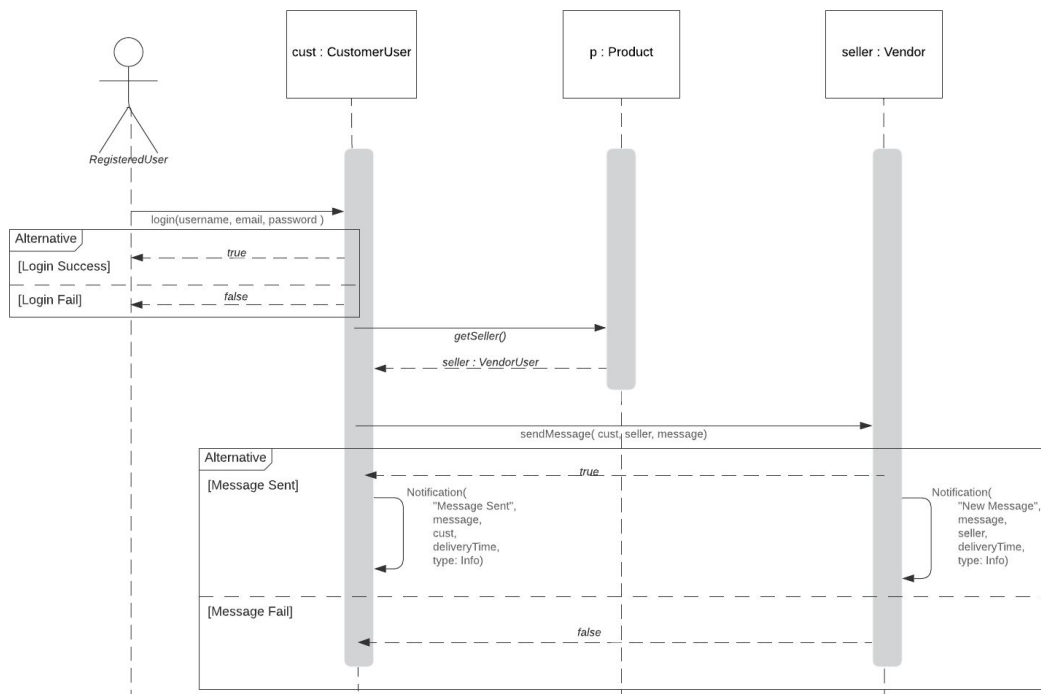 cust : CustomerUser
p : Product
seller : Vendor
RegisteredUser
login(username, email, password )
Alternative
true
[Login Success]
false
[Login Fail]
getSeller()
seller : VendorUser
sendMessage( cust, seller, message)
Alternative
true
[Message Sent]
Notification(
"Message Sent",
message,
cust,
deliveryTime,
type: Info)
Notification(
"New Message",
message,
seller,
deliveryTime,
type: Info)
[Message Fail]
false